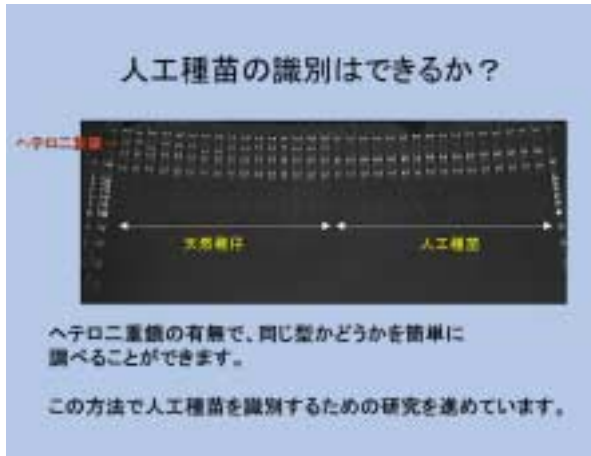 人工種苗の識別はできるか？
ヘテロ二重鎖→
天然稚仔
人工種苗
ヘテロ二重鎖の有無で、同じ型かどうかを簡単に
調べることができます。
この方法で人工種苗を識別するための研究を進めています。